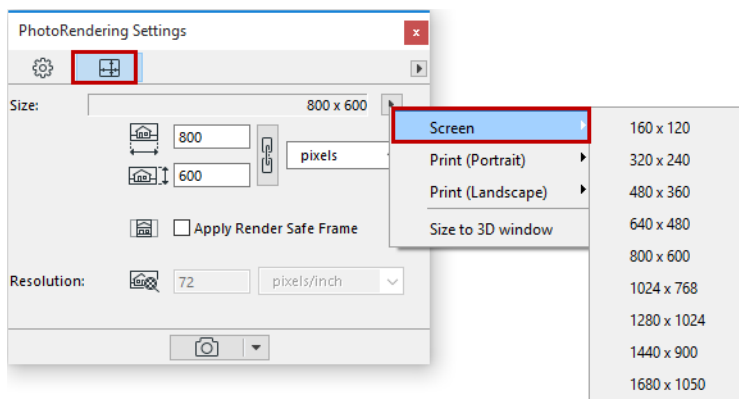 PhotoRendering Settings
x
Size:
800 x 600
800
pixels
600
Apply Render Safe Frame
Resolution:
72
pixels/inch
Screen
Print (Portrait)
Print (Landscape)
Size to 3D window
160 x 120
320 x 240
480 x 360
640 x 480
800 x 600
1024 x 768
1280 x 1024
1440 x 900
1680 x 1050